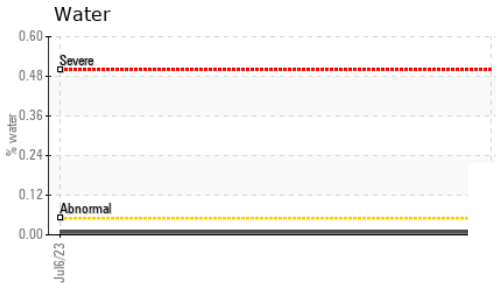 Water
0.60
Severe
0.48
0.36
% water
0.24
0.12
Abnormal
0.00
Jul6/23